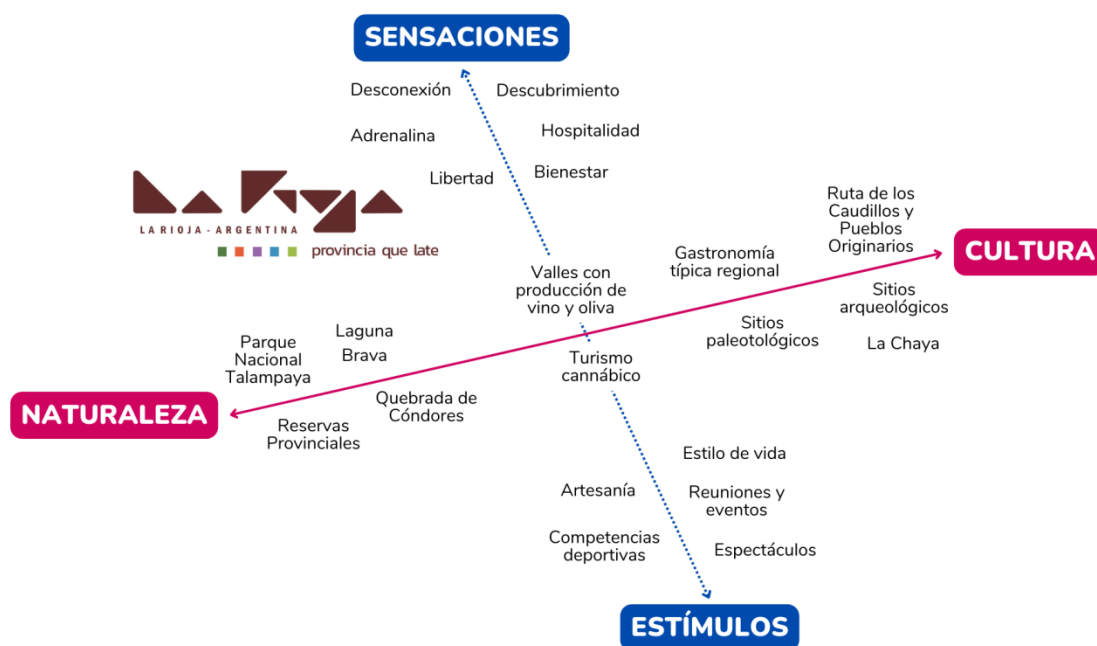 SENSACIONES
Desconexión
Descubrimiento
Adrenalina
Hospitalidad
Libertad
Bienestar
La Rioja
LA RIOJA - ARGENTINA
provincia que late
Ruta de los
Caudillos y
Pueblos
Originarios
CULTURA
Gastronomía
típica regional
Valles con
producción de
vino y oliva
Sitios
arqueológicos
Sitios
paleotológicos
La Chaya
Laguna
Brava
Parque
Nacional
Talampaya
Turismo
cannábico
NATURALEZA
Quebrada de
Cóndores
Reservas
Provinciales
Estilo de vida
Artesanía
Reuniones y
eventos
Competencias
deportivas
Espectáculos
ESTÍMULOS